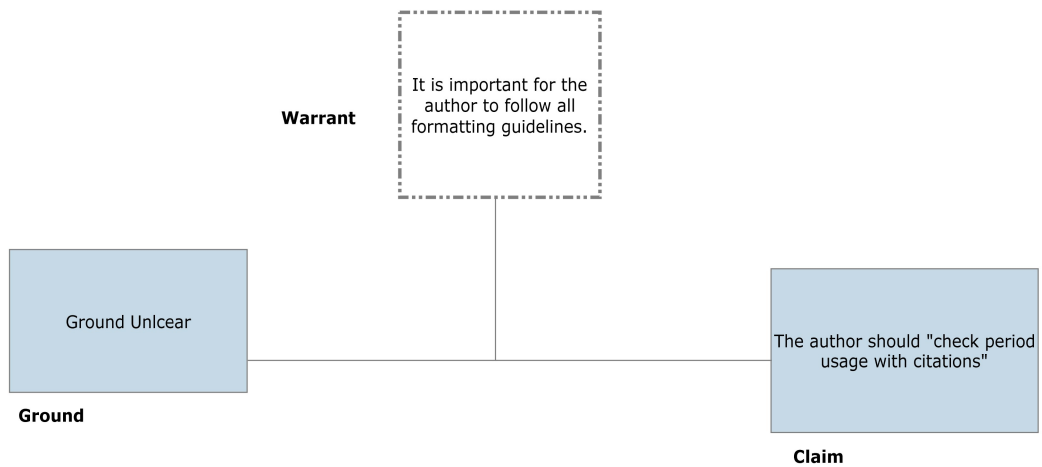 It is important for the
author to follow all
formatting guidelines.
Warrant
Ground Unlcear
The author should "check period
usage with citations"
Ground
Claim